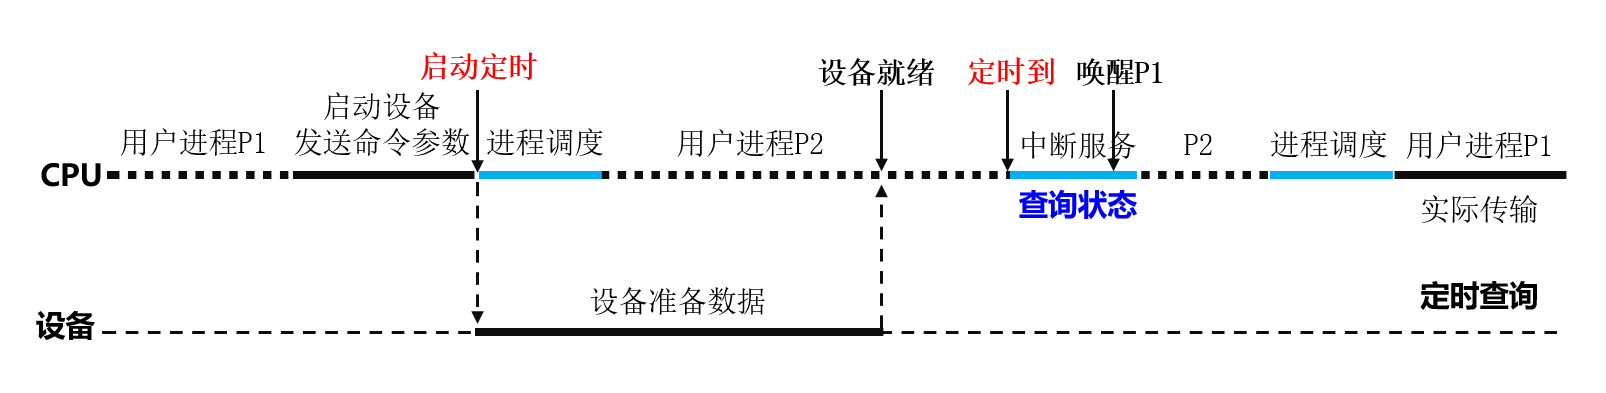 启动定时
设备就绪
定时到
唤醒P1
启动设备
用户进程P1
发送命令参数
进程调度
用户进程P2
中断服务
P2
进程调度
用户进程P1
CPU
查询状态
实际传输
设备准备数据
定时查询
设备